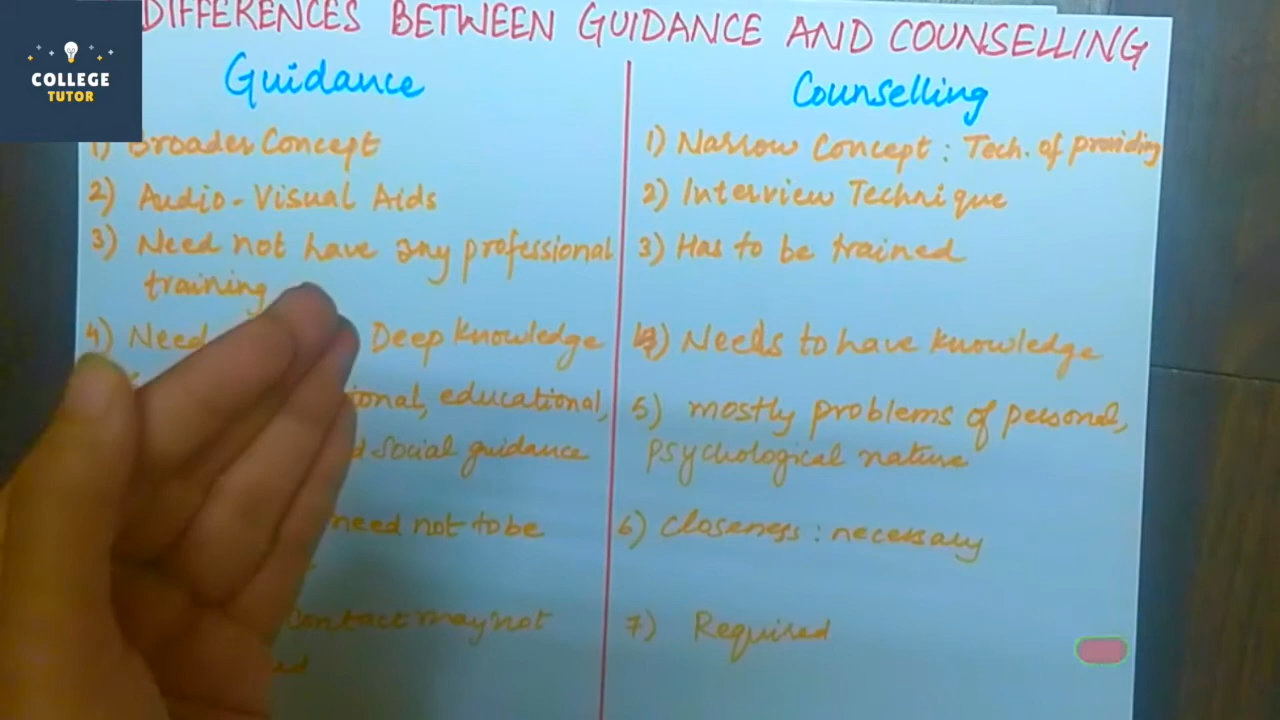 DIFFERENCES BETWEEN GUIDANCE AND COUNSELLING
COLLEGE
TUTOR
Guidance
1) Broader Concept
2) Audio-Visual Aids
3) Need not have any professional
training
4) Need
Deep knowledge
educational,
social guidance
need not to be
Contact may not
Counselling
1) Narrow Concept: Tech. of providing
2) Interview Technique
3) Has to be trained
4) Needs to have knowledge
5) mostly problems of personal,
psychological nature
6) Closeness: necessary
7) Required